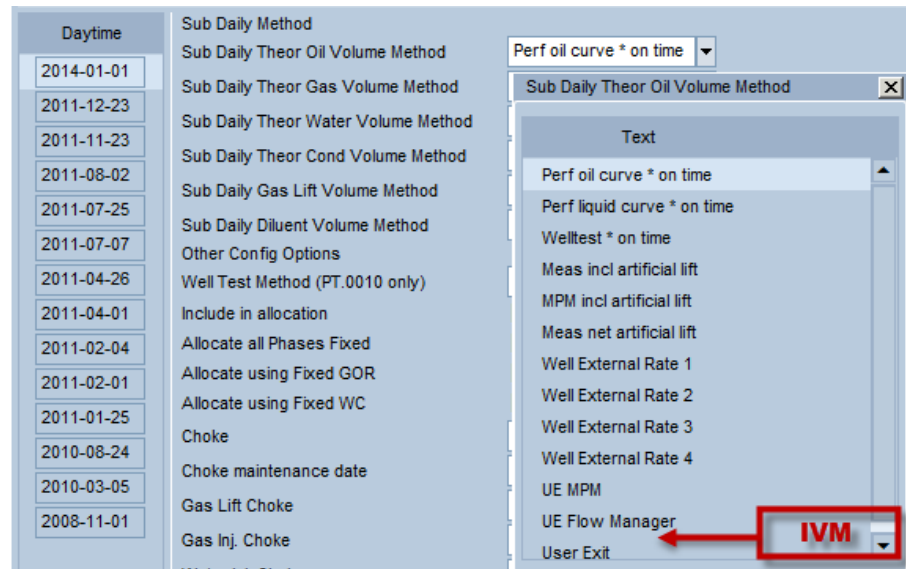 Daytime
2014-01-01
2011-12-23
2011-11-23
2011-08-02
2011-07-25
2011-07-07
2011-04-26
2011-04-01
2011-02-04
2011-02-01
2011-01-25
2010-08-24
2010-03-05
2008-11-01
Sub Daily Method
Sub Daily Theor Oil Volume Method
Sub Daily Theor Gas Volume Method
Sub Daily Theor Water Volume Method
Sub Daily Theor Cond Volume Method
Sub Daily Gas Lift Volume Method
Sub Daily Diluent Volume Method
Other Config Options
Well Test Method (PT.0010 only)
Include in allocation
Allocate all Phases Fixed
Allocate using Fixed GOR
Allocate using Fixed WC
Choke
Choke maintenance date
Gas Lift Choke
Gas Inj. Choke
Perf oil curve * on time
Sub Daily Theor Oil Volume Method
Text
Perf oil curve * on time
Perf liquid curve * on time
Welltest * on time
Meas incl artificial lift
MPM incl artificial lift
Meas net artificial lift
Well External Rate 1
Well External Rate 2
Well External Rate 3
Well External Rate 4
UE MPM
UE Flow Manager
User Exit
IVM